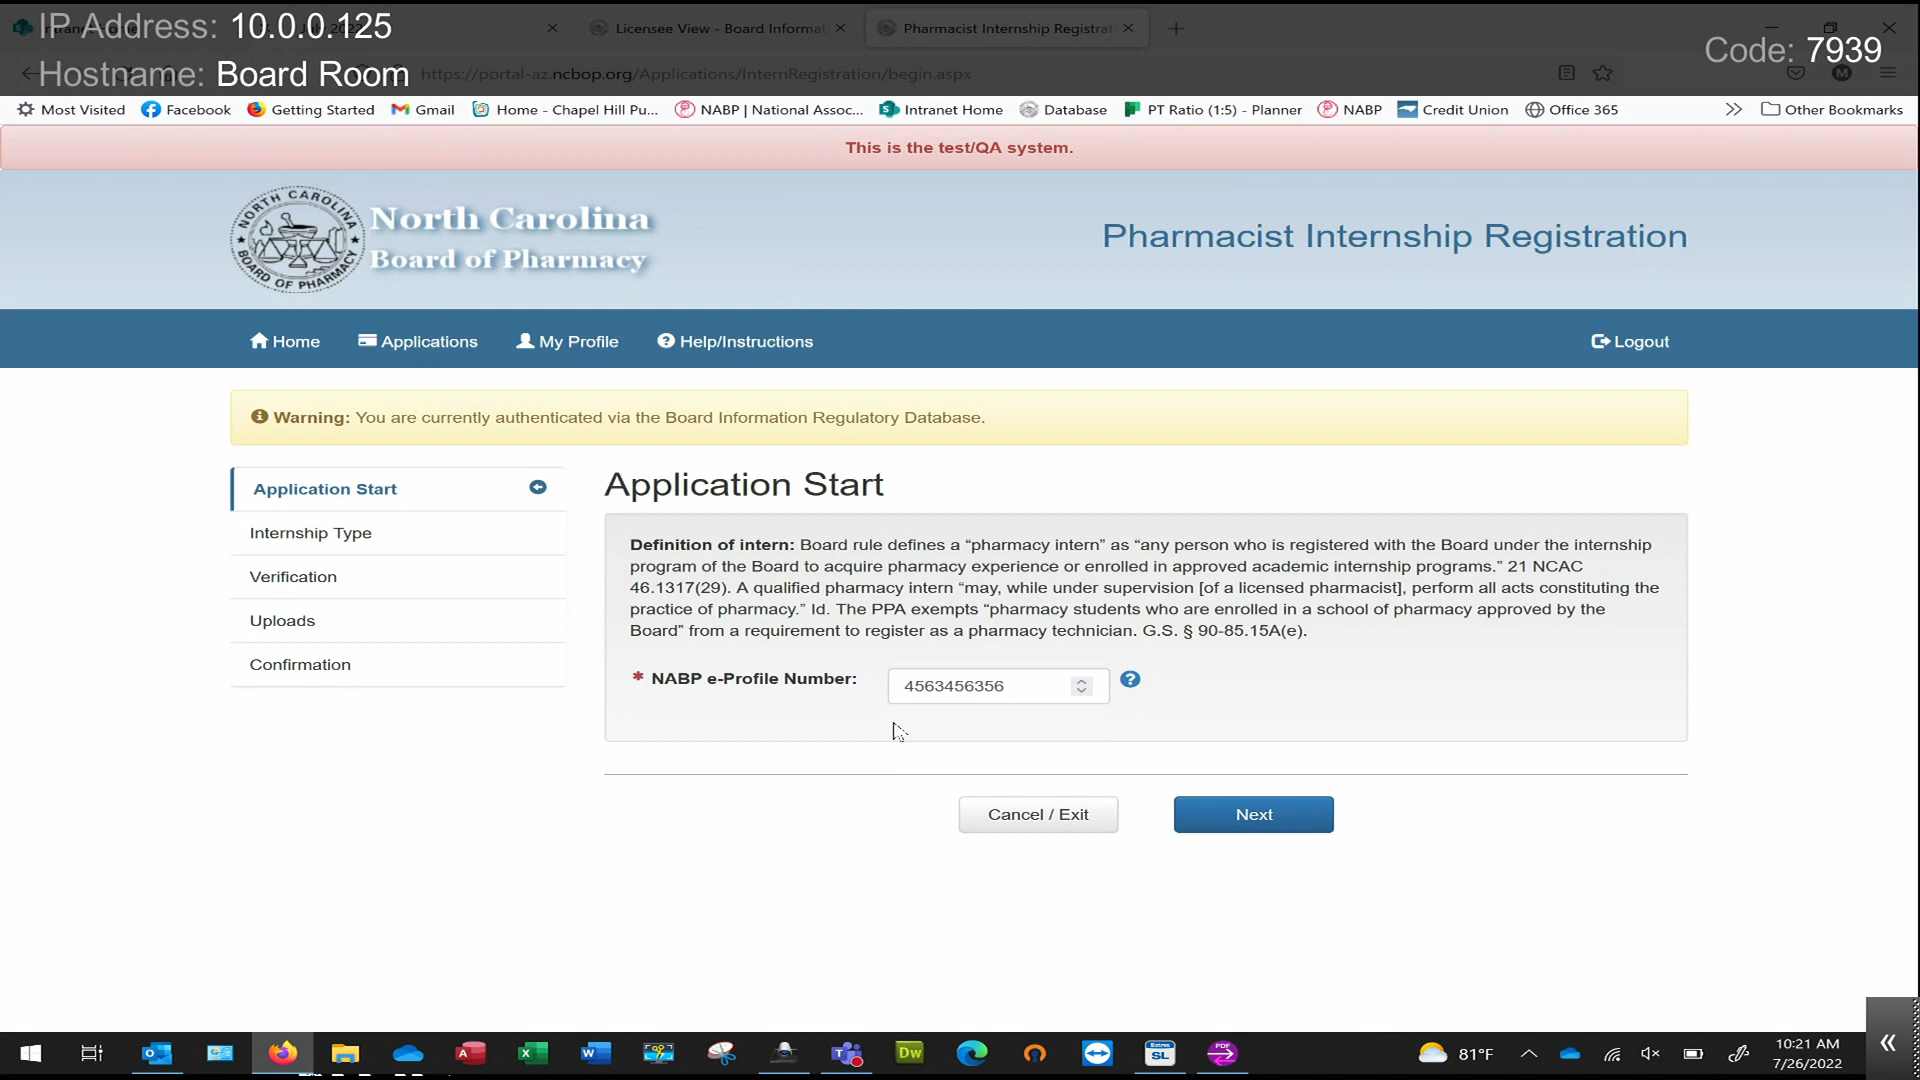 IP Address: 10.0.0.125
Hostname: Board Room
Code: 7939
Licensee View - Board Informat
Pharmacist Internship Registrat
https://portal-az.ncbop.org/Applications/InternRegistration/begin.aspx
Most Visited Facebook Getting Started Gmail Home - Chapel Hill Pu... NABP | National Assoc... Intranet Home Database PT Ratio (1:5) - Planner NABP Credit Union Office 365 Other Bookmarks
This is the test/QA system.
NORTH CAROLINA
BOARD OF PHARMACY
North Carolina
Board of Pharmacy
Pharmacist Internship Registration
Home Applications My Profile Help/Instructions Logout
Warning: You are currently authenticated via the Board Information Regulatory Database.
Application Start
Internship Type
Verification
Uploads
Confirmation
Application Start
Definition of intern: Board rule defines a “pharmacy intern” as “any person who is registered with the Board under the internship
program of the Board to acquire pharmacy experience or enrolled in approved academic internship programs.” 21 NCAC
46.1317(29). A qualified pharmacy intern “may, while under supervision [of a licensed pharmacist], perform all acts constituting the
practice of pharmacy.” Id. The PPA exempts “pharmacy students who are enrolled in a school of pharmacy approved by the
Board” from a requirement to register as a pharmacy technician. G.S. § 90-85.15A(e).
* NABP e-Profile Number: 4563456356
Cancel / Exit Next
81°F
10:21 AM
7/26/2022